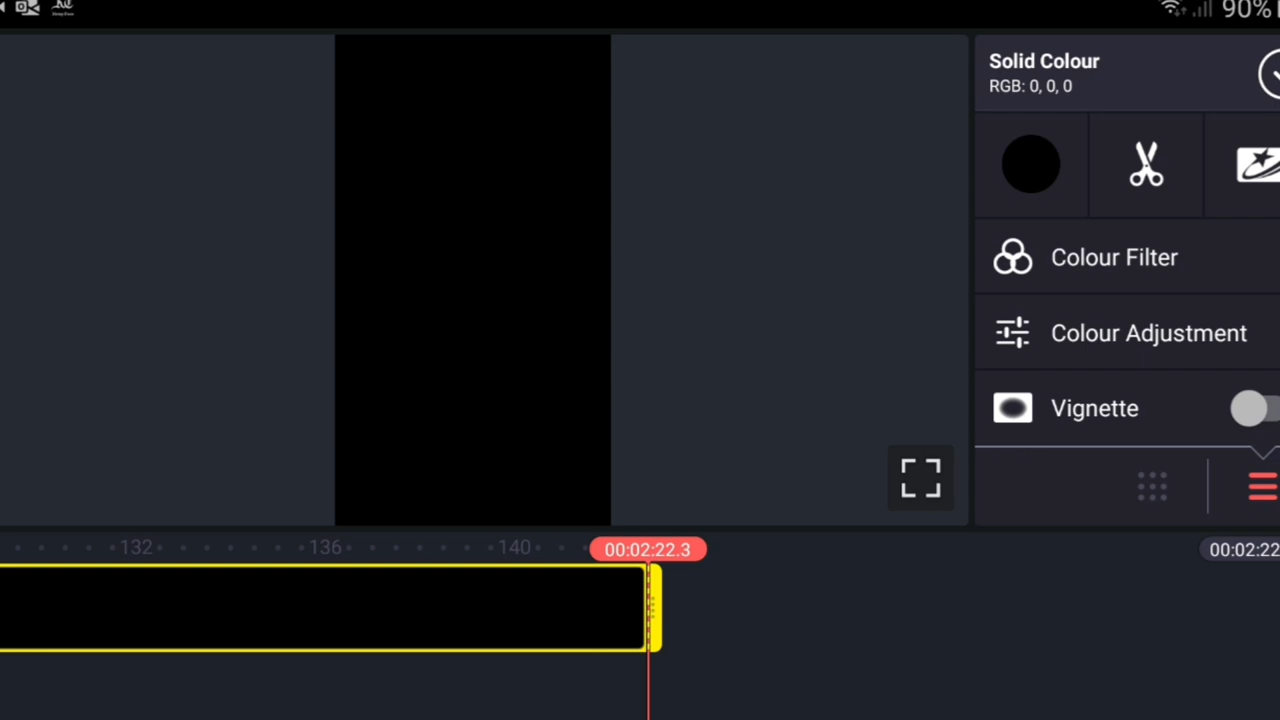 90%
Solid Colour
RGB: 0, 0, 0
Colour Filter
Colour Adjustment
Vignette
132 136 140 00:02:22.3 00:02:22